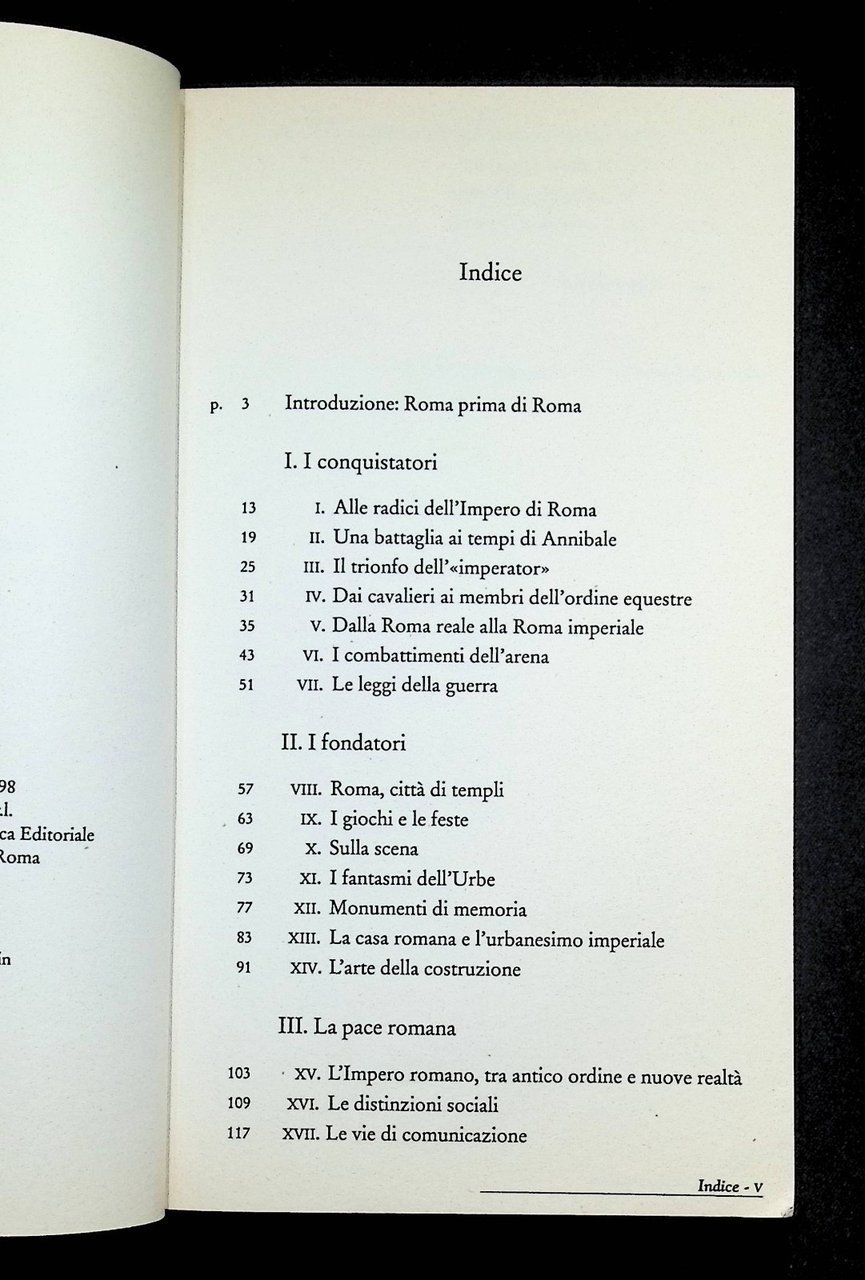 98
.l.
ca Editoriale
Roma
in
Indice
p. 3 Introduzione: Roma prima di Roma
I. I conquistatori
13 I. Alle radici dell'Impero di Roma
19 II. Una battaglia ai tempi di Annibale
25 III. Il trionfo dell'«imperator»
31 IV. Dai cavalieri ai membri dell'ordine equestre
35 V. Dalla Roma reale alla Roma imperiale
43 VI. I combattimenti dell'arena
51 VII. Le leggi della guerra
II. I fondatori
57 VIII. Roma, città di templi
63 IX. I giochi e le feste
69 X. Sulla scena
73 XI. I fantasmi dell'Urbe
77 XII. Monumenti di memoria
83 XIII. La casa romana e l'urbanesimo imperiale
91 XIV. L'arte della costruzione
III. La pace romana
103 XV. L'Impero romano, tra antico ordine e nuove realtà
109 XVI. Le distinzioni sociali
117 XVII. Le vie di comunicazione
Indice - V